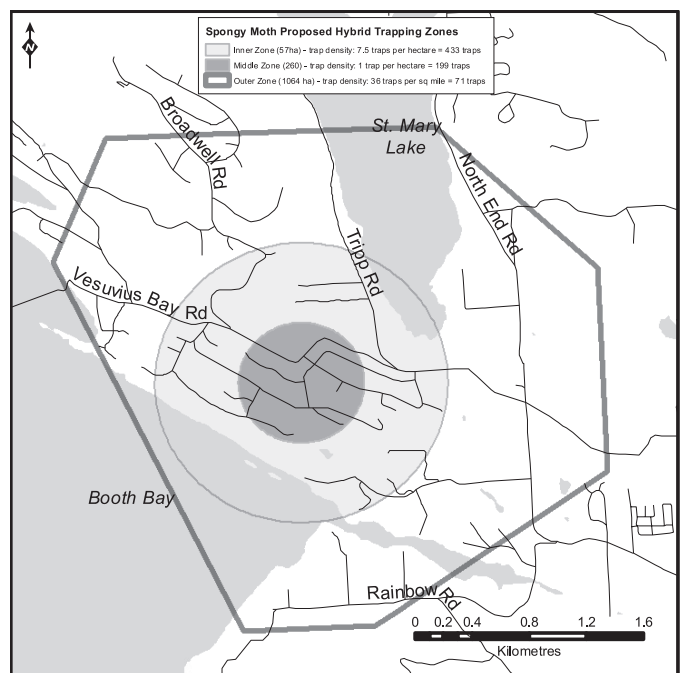 Spongy Moth Proposed Hybrid Trapping Zones
Inner Zone (57ha) - trap density: 7.5 traps per hectare = 433 traps
Middle Zone (260) - trap density: 1 trap per hectare = 199 traps
Outer Zone (1064 ha) - trap density: 36 traps per sq mile = 71 traps
N
St. Mary
Lake
Broadwell Rd
North End Rd
Tripp Rd
Vesuvius Bay Rd
Booth Bay
Rainbow Rd
0 0.2 0.4 0.8 1.2 1.6
Kilometres